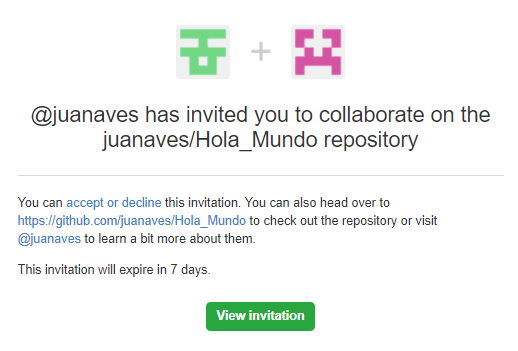 @juanaves has invited you to collaborate on the
juanaves/Hola_Mundo repository
You can accept or decline this invitation. You can also head over to
https://github.com/juanaves/Hola_Mundo to check out the repository or visit
@juanaves to learn a bit more about them.
This invitation will expire in 7 days.
View invitation